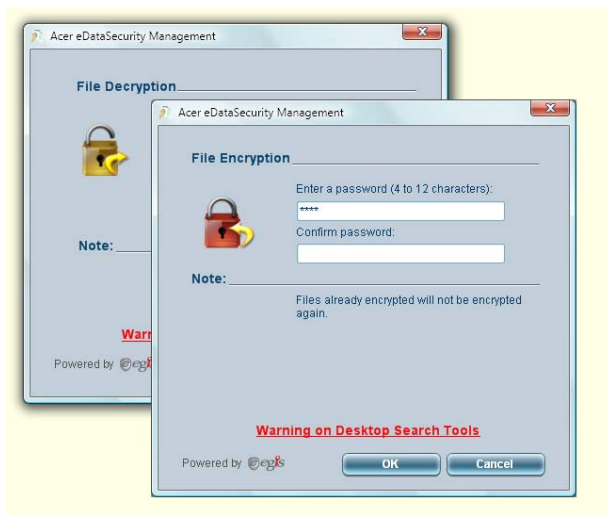 Acer eDataSecurity Management
File Decryption
Note:
Powered by
Acer eDataSecurity Management
File Encryption
Enter a password (4 to 12 characters):
****
Confirm password:
Note:
Files already encrypted will not be encrypted
again.
Warning on Desktop Search Tools
Powered by egis
OK
Cancel